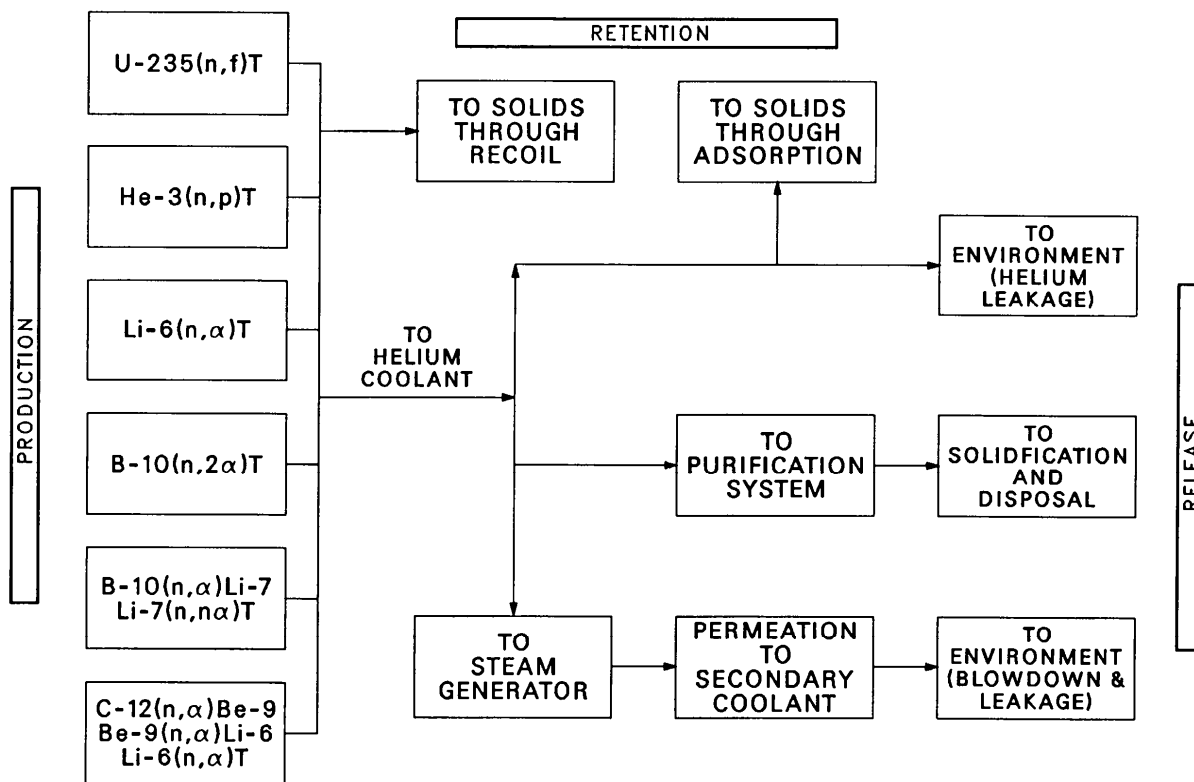 RETENTION
PRODUCTION
RELEASE
U-235(n,f)T
He-3(n,p)T
Li-6(n,α)T
B-10(n,2α)T
B-10(n,α)Li-7
Li-7(n,nα)T
C-12(n,α)Be-9
Be-9(n,α)Li-6
Li-6(n,α)T
TO SOLIDS
THROUGH
RECOIL
TO SOLIDS
THROUGH
ADSORPTION
TO
ENVIRONMENT
(HELIUM
LEAKAGE)
TO
HELIUM
COOLANT
TO
PURIFICATION
SYSTEM
TO
SOLIDFICATION
AND
DISPOSAL
TO
STEAM
GENERATOR
PERMEATION
TO
SECONDARY
COOLANT
TO
ENVIRONMENT
(BLOWDOWN &
LEAKAGE)